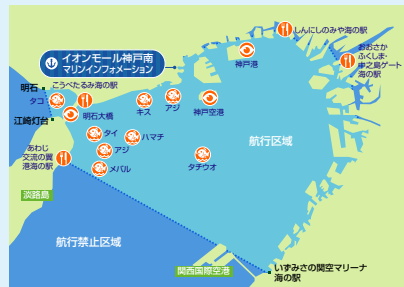 しんにしのみや海の駅
イオンモール神戸南
マリンインフォメーション
おおさか
ふくしま・
中之島ゲート
海の駅
神戸港
明石
こうべたるみ海の駅
タコ
キス
アジ
神戸空港
江崎灯台
明石大橋
タイ
ハマチ
航行区域
あわじ
交流の翼
港海の駅
アジ
メバル
タチウオ
淡路島
航行禁止区域
関西国際空港
いずみさの関空マリーナ
海の駅